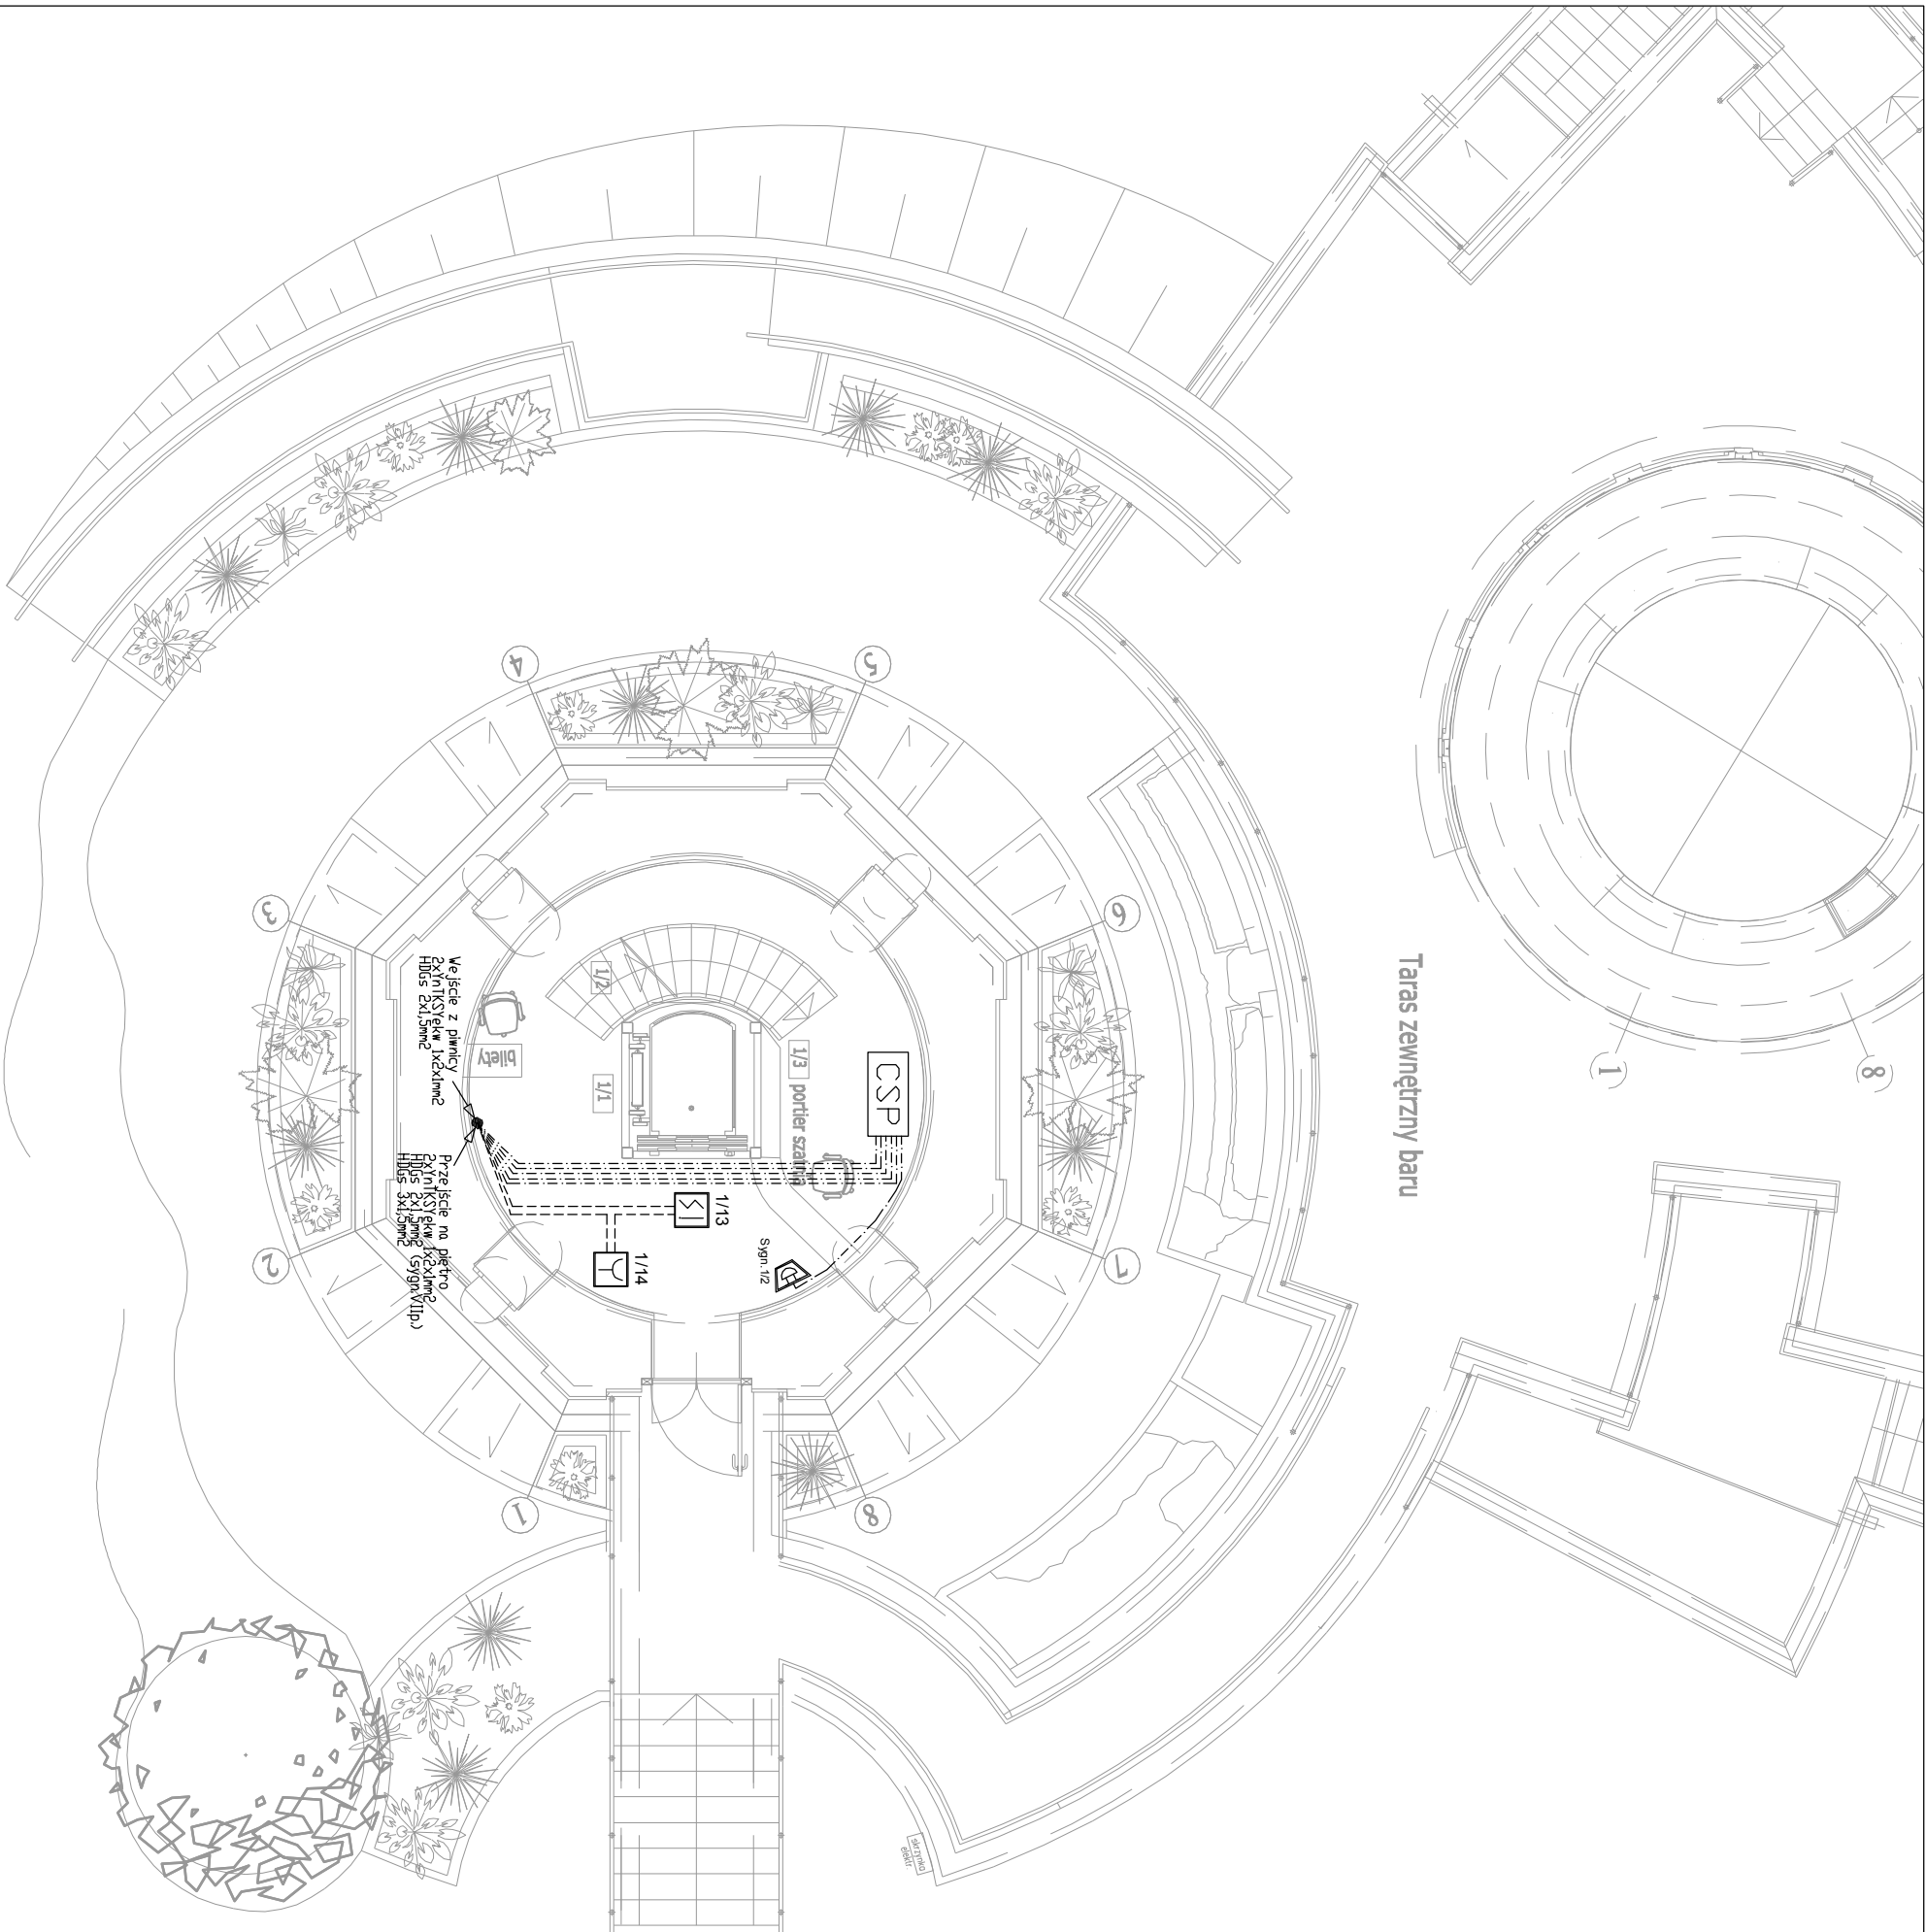 Taras zewnętrzny baru
1
8
4
5
3
6
2
7
1
8
1/2
1/1
1/3
portier szatnia
bilety
CSP
1/13
1/14
Sygn. 1/2
Wejście z piwnicy
2xYnTKSYekw 1x2x1mm2
HDGs 2x1,5mm2
Przejście na piętro
2xYnTKSYekw 1x2x1mm2
HDGs 2x1,5mm2 (sygn.VIIp.)
HDGs 3x1,5mm2
skrzynka
elektr.